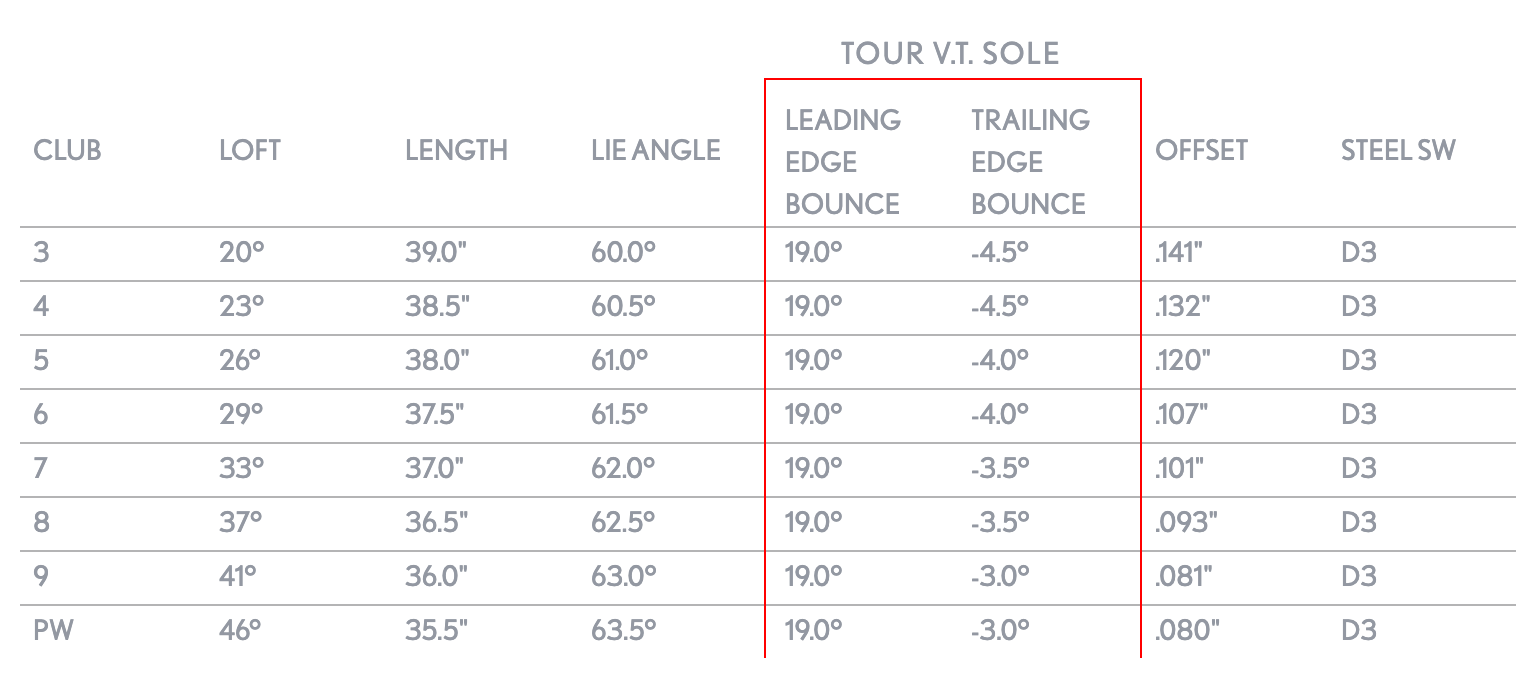 TOUR V.T. SOLE
CLUB LOFT LENGTH LIE ANGLE LEADING EDGE BOUNCE TRAILING EDGE BOUNCE OFFSET STEEL SW
3 20° 39.0" 60.0° 19.0° -4.5° .141" D3
4 23° 38.5" 60.5° 19.0° -4.5° .132" D3
5 26° 38.0" 61.0° 19.0° -4.0° .120" D3
6 29° 37.5" 61.5° 19.0° -4.0° .107" D3
7 33° 37.0" 62.0° 19.0° -3.5° .101" D3
8 37° 36.5" 62.5° 19.0° -3.5° .093" D3
9 41° 36.0" 63.0° 19.0° -3.0° .081" D3
PW 46° 35.5" 63.5° 19.0° -3.0° .080" D3